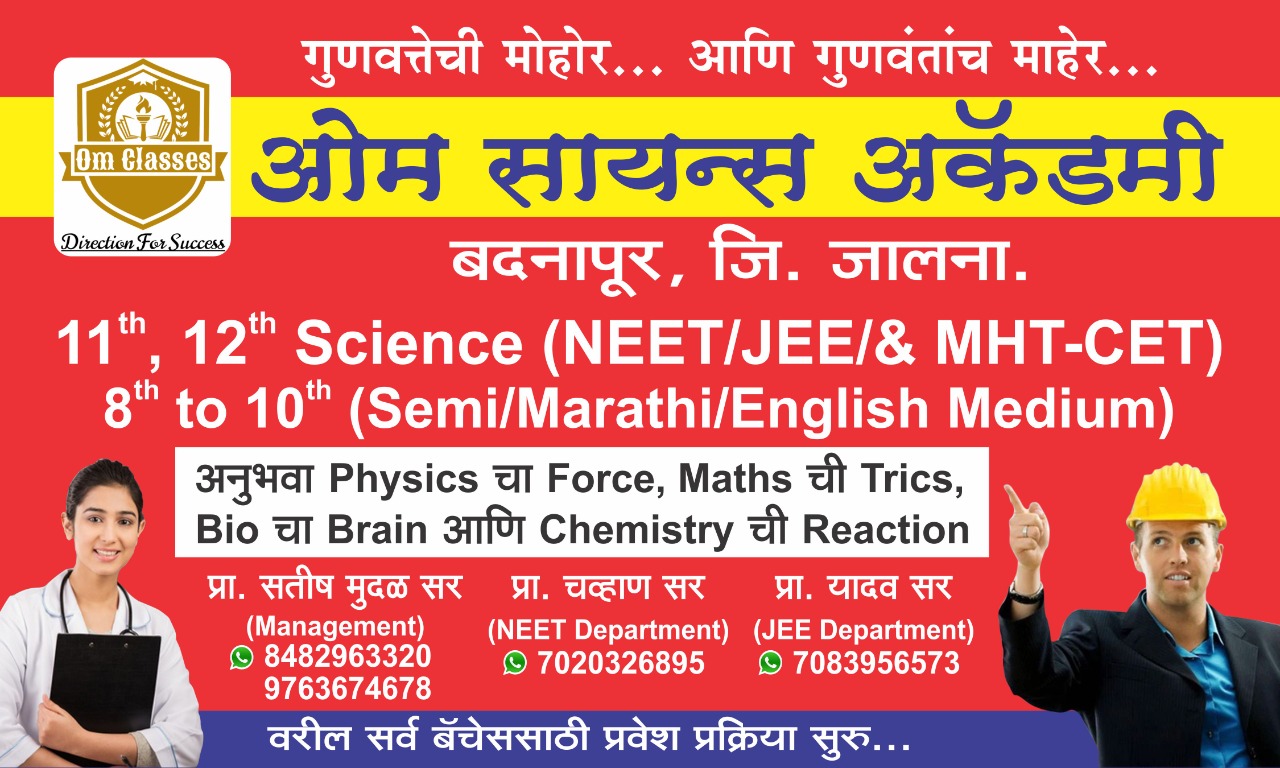 गुणवत्तेची मोहोर... आणि गुणवंतांच माहेर...
Om Classes
Direction For Success
ओम सायन्स अकॅडमी
बदनापूर, जि. जालना.
11th, 12th Science (NEET/JEE/& MHT-CET)
8th to 10th (Semi/Marathi/English Medium)
अनुभवा Physics चा Force, Maths ची Trics,
Bio चा Brain आणि Chemistry ची Reaction
प्रा. सतीष मुदळ सर
(Management)
8482963320
9763674678
प्रा. चव्हाण सर
(NEET Department)
7020326895
प्रा. यादव सर
(JEE Department)
7083956573
वरील सर्व बॅचेससाठी प्रवेश प्रक्रिया सुरु...